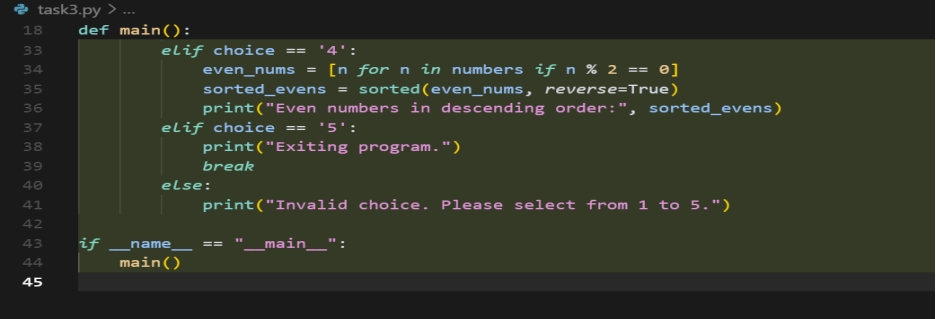 task3.py > ...
18 def main():
33 elif choice == '4':
34 even_nums = [n for n in numbers if n % 2 == 0]
35 sorted_evens = sorted(even_nums, reverse=True)
36 print("Even numbers in descending order:", sorted_evens)
37 elif choice == '5':
38 print("Exiting program.")
39 break
40 else:
41 print("Invalid choice. Please select from 1 to 5.")
42
43 if __name__ == "__main__":
44 main()
45